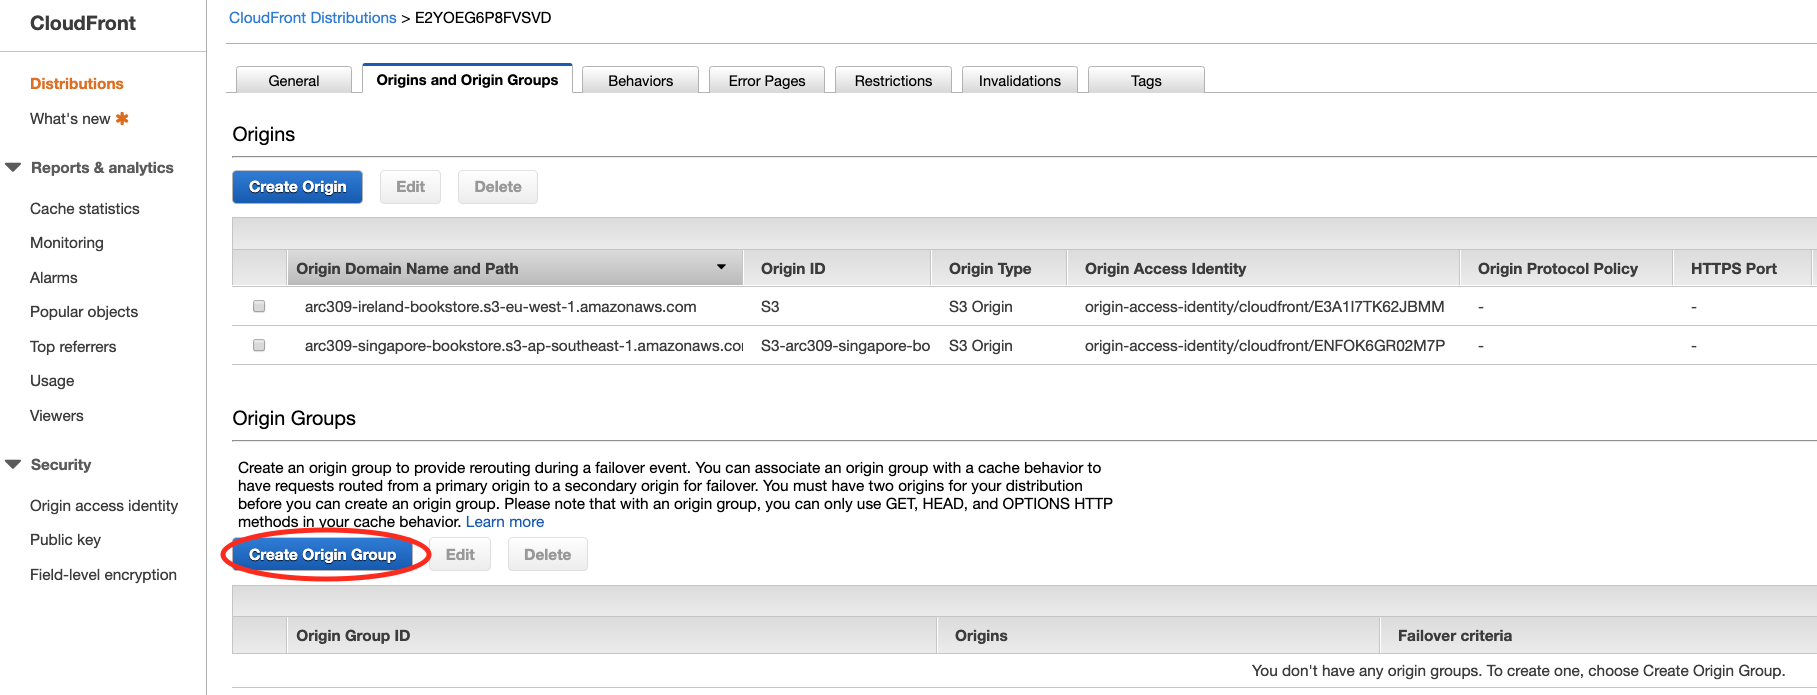 CloudFront
Distributions
What's new
Reports & analytics
Cache statistics
Monitoring
Alarms
Popular objects
Top referrers
Usage
Viewers
Security
Origin access identity
Public key
Field-level encryption
CloudFront Distributions > E2YOEG6P8FVSVD
General Origins and Origin Groups Behaviors Error Pages Restrictions Invalidations Tags
Origins
Create Origin Edit Delete
Origin Domain Name and Path Origin ID Origin Type Origin Access Identity Origin Protocol Policy HTTPS Port
arc309-ireland-bookstore.s3-eu-west-1.amazonaws.com S3 S3 Origin origin-access-identity/cloudfront/E3A1I7TK62JBMM - -
arc309-singapore-bookstore.s3-ap-southeast-1.amazonaws.co S3-arc309-singapore-bo S3 Origin origin-access-identity/cloudfront/ENFOK6GR02M7P - -
Origin Groups
Create an origin group to provide rerouting during a failover event. You can associate an origin group with a cache behavior to
have requests routed from a primary origin to a secondary origin for failover. You must have two origins for your distribution
before you can create an origin group. Please note that with an origin group, you can only use GET, HEAD, and OPTIONS HTTP
methods in your cache behavior. Learn more
Create Origin Group Edit Delete
Origin Group ID Origins Failover criteria
You don't have any origin groups. To create one, choose Create Origin Group.